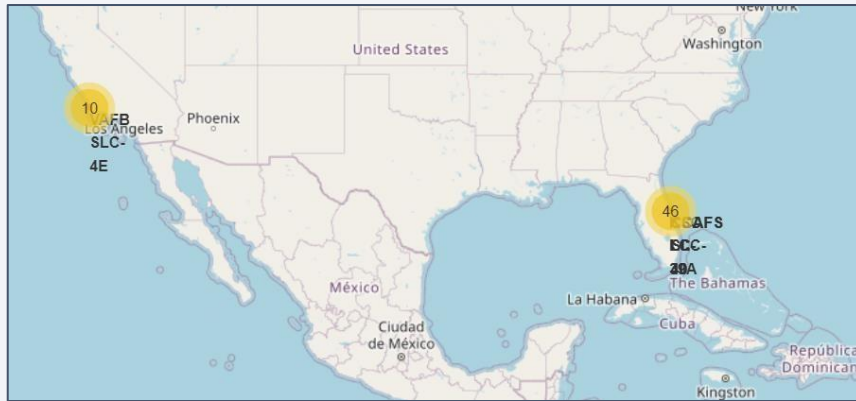 New York
United States
Washington
10
VAFB
Los Angeles
SLC-
4E
Phoenix
46
México
La Habana
The Bahamas
Cuba
Ciudad
de México
República
Dominican
Kingston